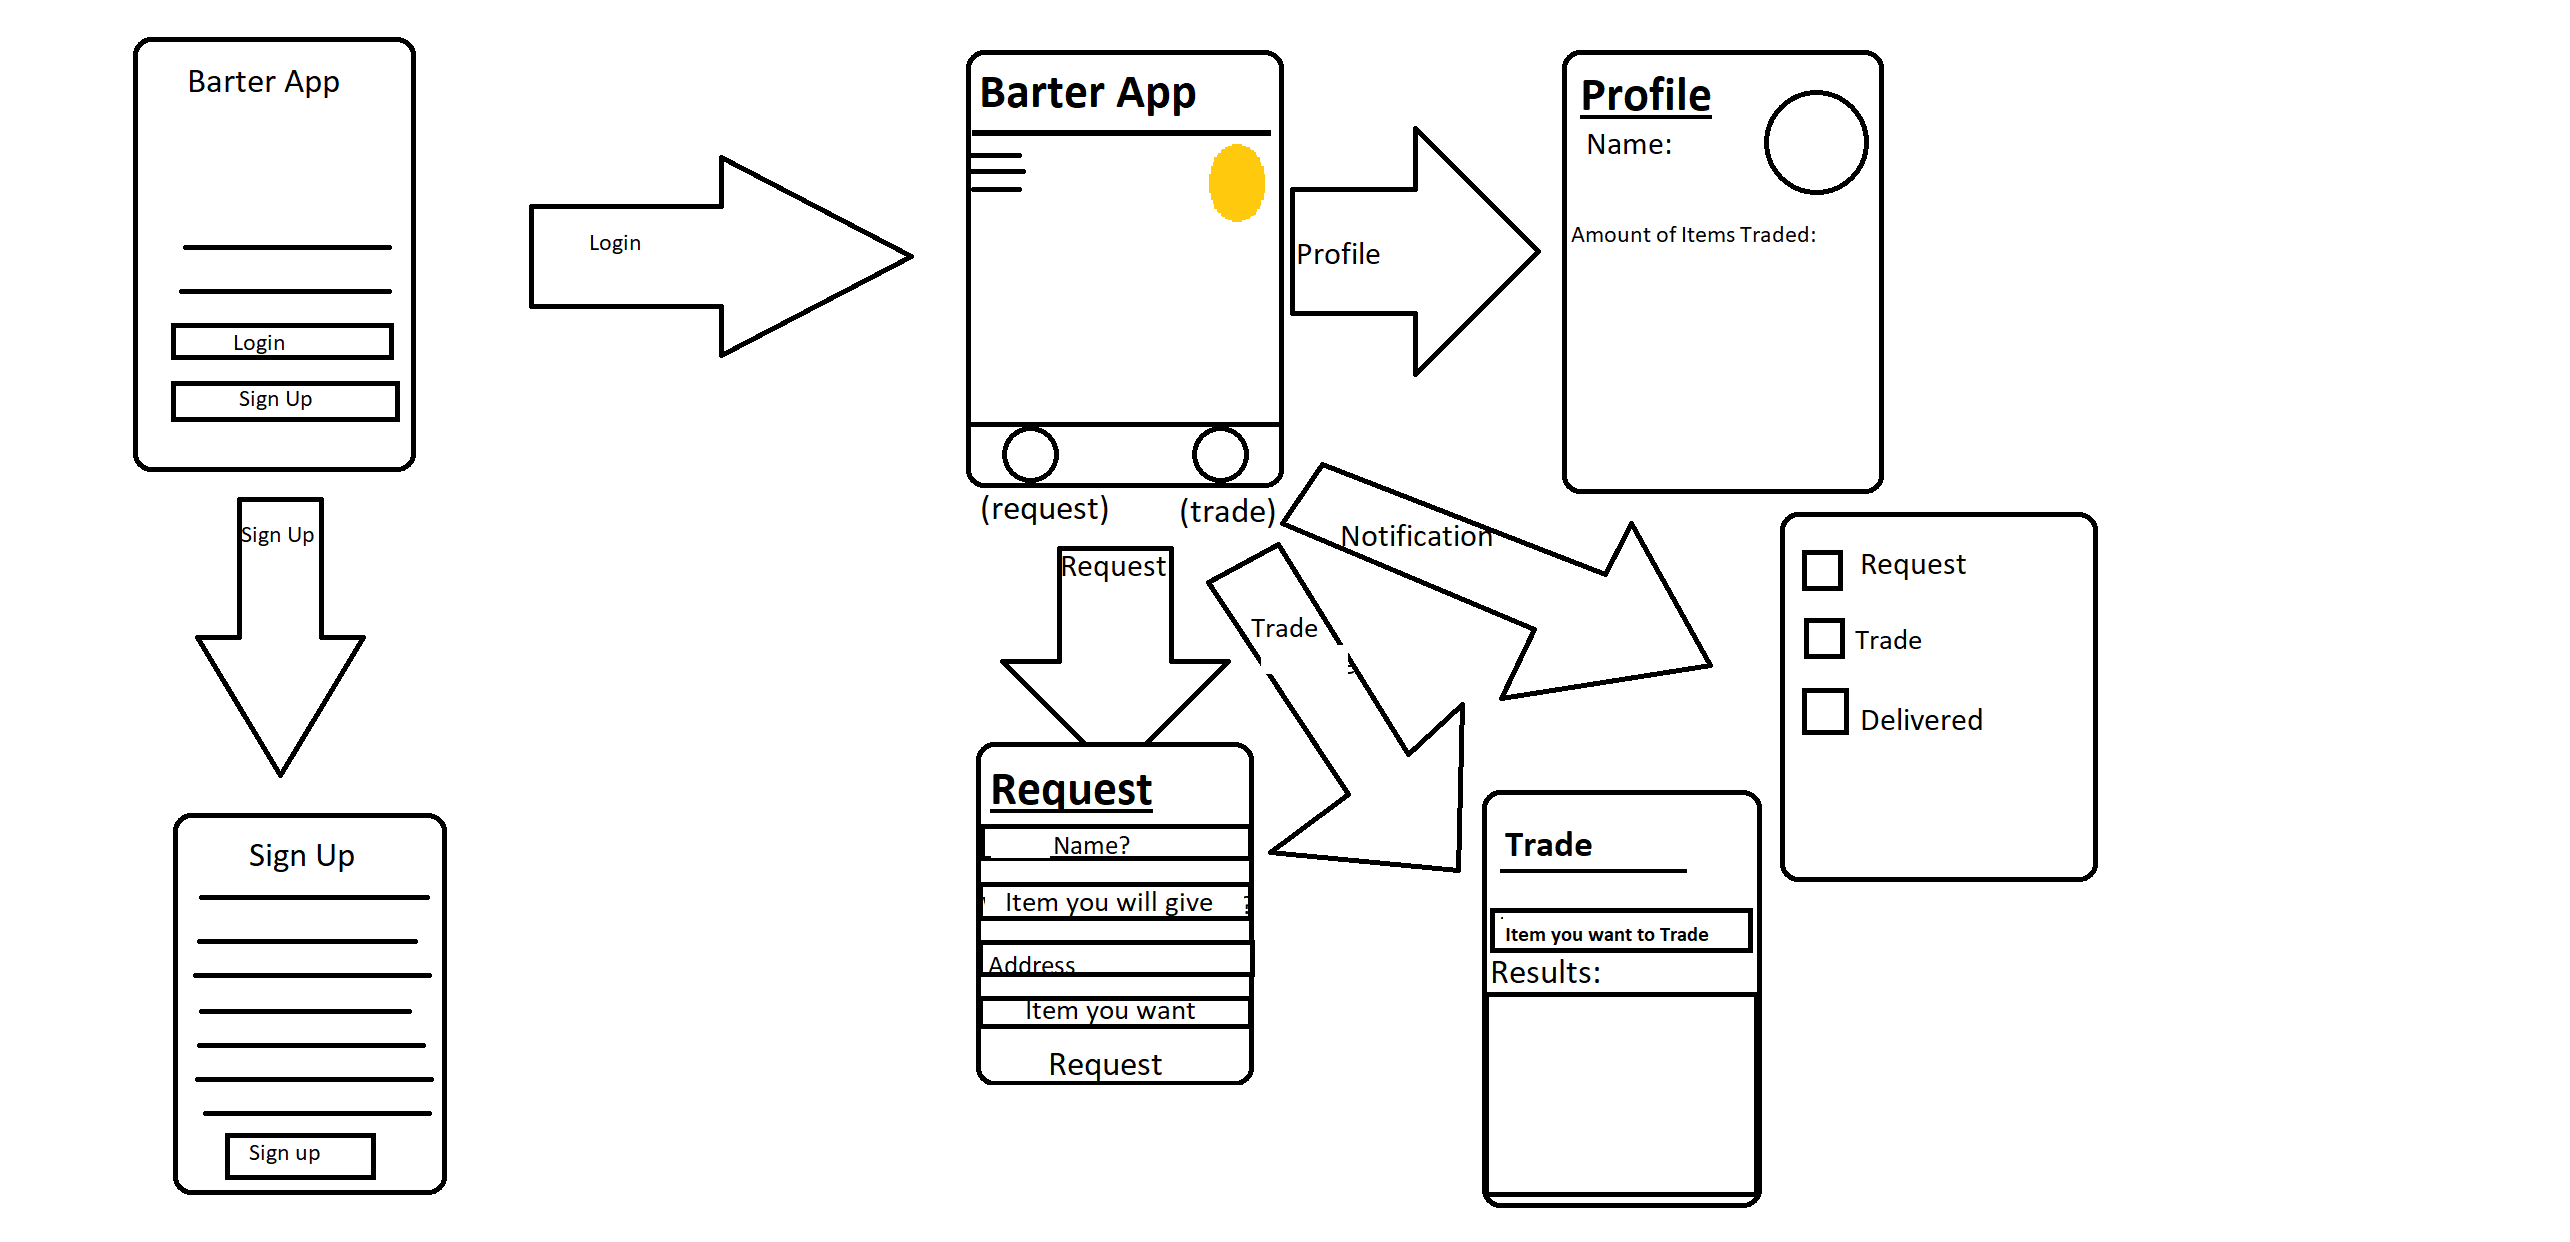 Barter App
Login
Sign Up
Sign Up
Sign Up
Sign up
Login
Barter App
(request)
(trade)
Profile
Profile
Name:
Amount of Items Traded:
Notification
Request
Trade
Delivered
Request
Request
Name?
Item you will give ?
Address
Item you want
Request
Trade
Trade
Item you want to Trade
Results: